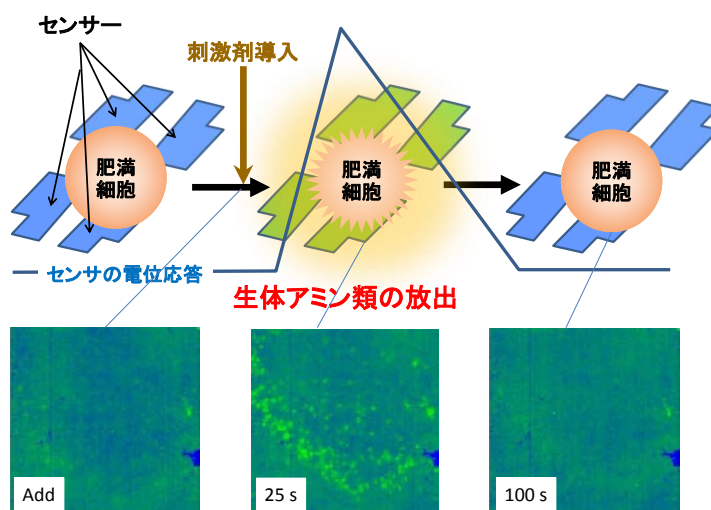 センサー
刺激剤導入
肥満
細胞
肥満
細胞
肥満
細胞
センサの電位応答
生体アミン類の放出
Add
25 s
100 s